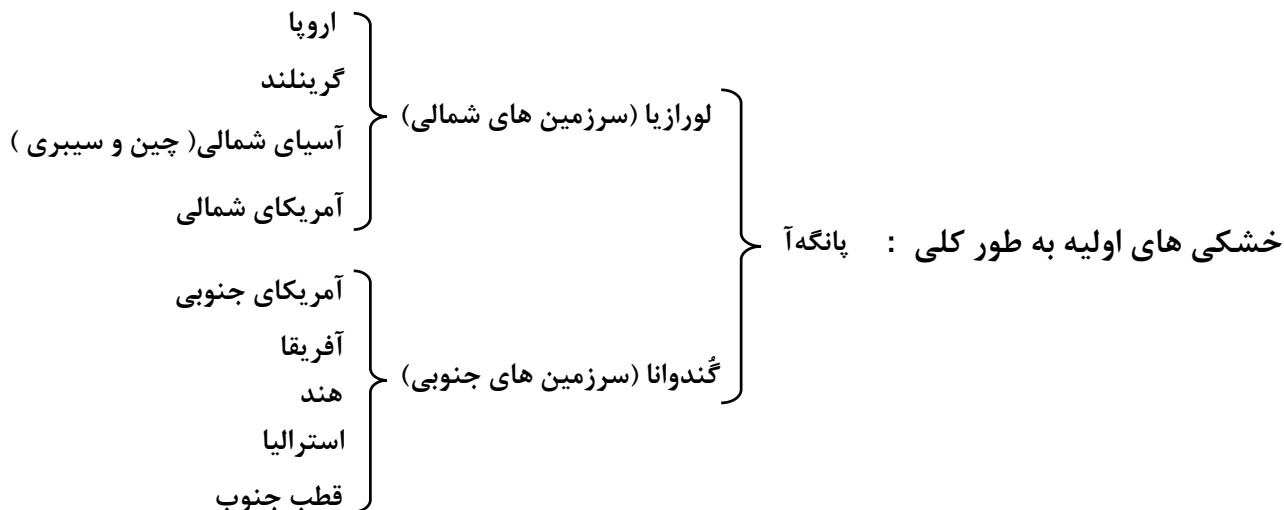 خشکی های اولیه به طور کلی : پانگه‌آ
لورازیا (سرزمین های شمالی)
اروپا
گرینلند
آسیای شمالی( چین و سیبری )
آمریکای شمالی
گُندوانا (سرزمین های جنوبی)
آمریکای جنوبی
آفریقا
هند
استرالیا
قطب جنوب